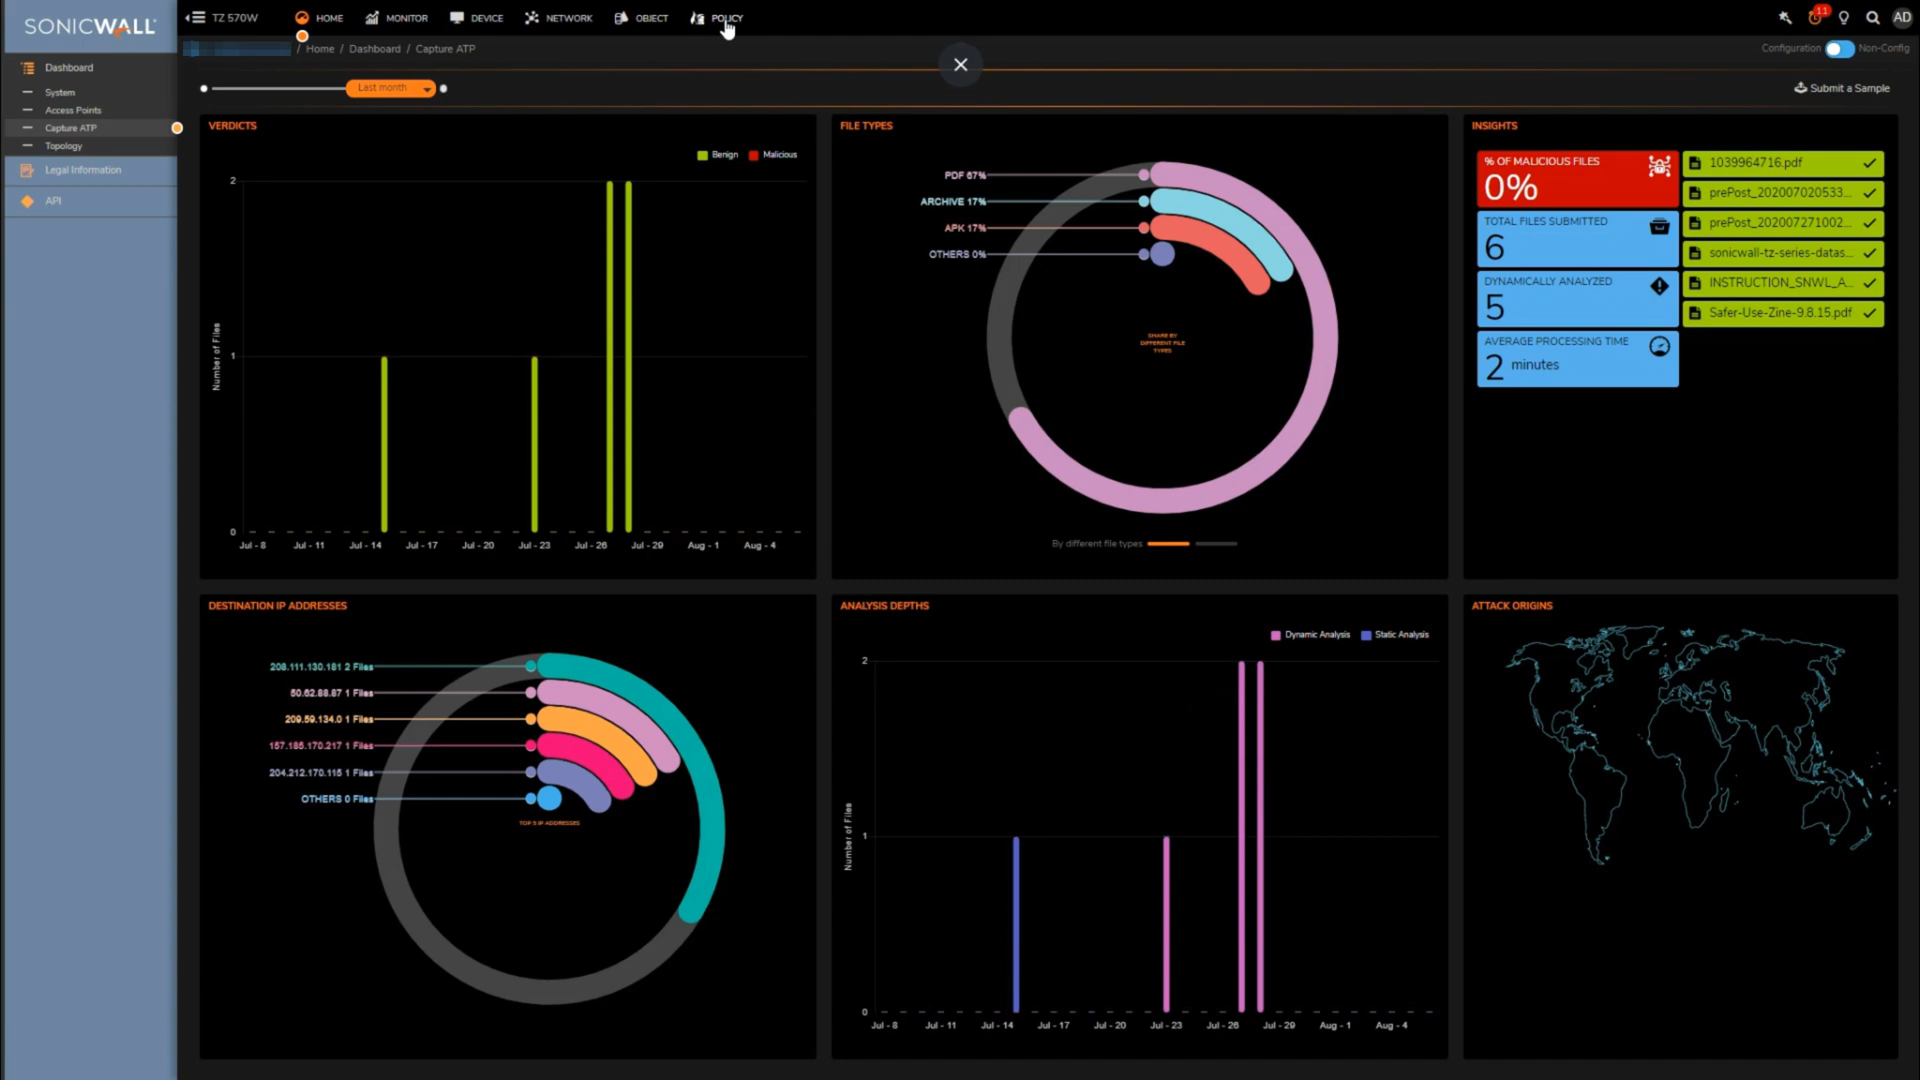 SONICWALL
TZ 570W
HOME
MONITOR
DEVICE
NETWORK
OBJECT
POLICY
11
AD
/ Home / Dashboard / Capture ATP
Configuration
Non-Config
Dashboard
System
Access Points
Capture ATP
Topology
Legal Information
API
Last month
Submit a Sample
VERDICTS
Benign
Malicious
Number of Files
2
1
0
Jul - 8
Jul - 11
Jul - 14
Jul - 17
Jul - 20
Jul - 23
Jul - 26
Jul - 29
Aug - 1
Aug - 4
FILE TYPES
PDF 67%
ARCHIVE 17%
APK 17%
OTHERS 0%
SHARE BY
DIFFERENT FILE
TYPES
By different file types
INSIGHTS
% OF MALICIOUS FILES
0%
TOTAL FILES SUBMITTED
6
DYNAMICALLY ANALYZED
5
AVERAGE PROCESSING TIME
2 minutes
1039964716.pdf
prePost_202007020533...
prePost_202007271002...
sonicwall-tz-series-datas...
INSTRUCTION_SNWL_A...
Safer-Use-Zine-9.8.15.pdf
DESTINATION IP ADDRESSES
208.111.130.181 2 Files
50.62.88.87 1 Files
209.59.134.0 1 Files
157.185.170.217 1 Files
204.212.170.115 1 Files
OTHERS 0 Files
TOP 5 IP ADDRESSES
ANALYSIS DEPTHS
Dynamic Analysis
Static Analysis
Number of Files
2
1
0
Jul - 8
Jul - 11
Jul - 14
Jul - 17
Jul - 20
Jul - 23
Jul - 26
Jul - 29
Aug - 1
Aug - 4
ATTACK ORIGINS